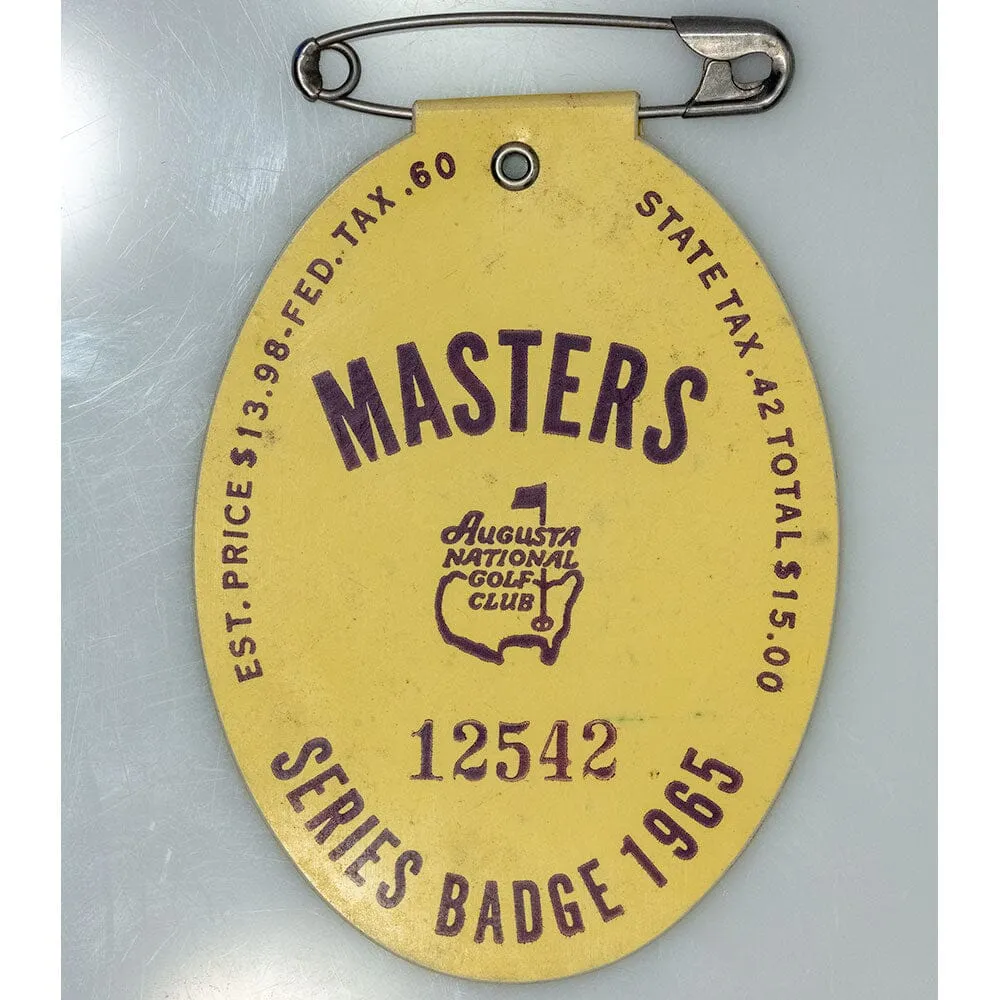 EST. PRICE $13.98-FED. TAX .60
STATE TAX .42 TOTAL $15.00
MASTERS
AUGUSTA
NATIONAL
GOLF
CLUB
12542
SERIES BADGE 1965